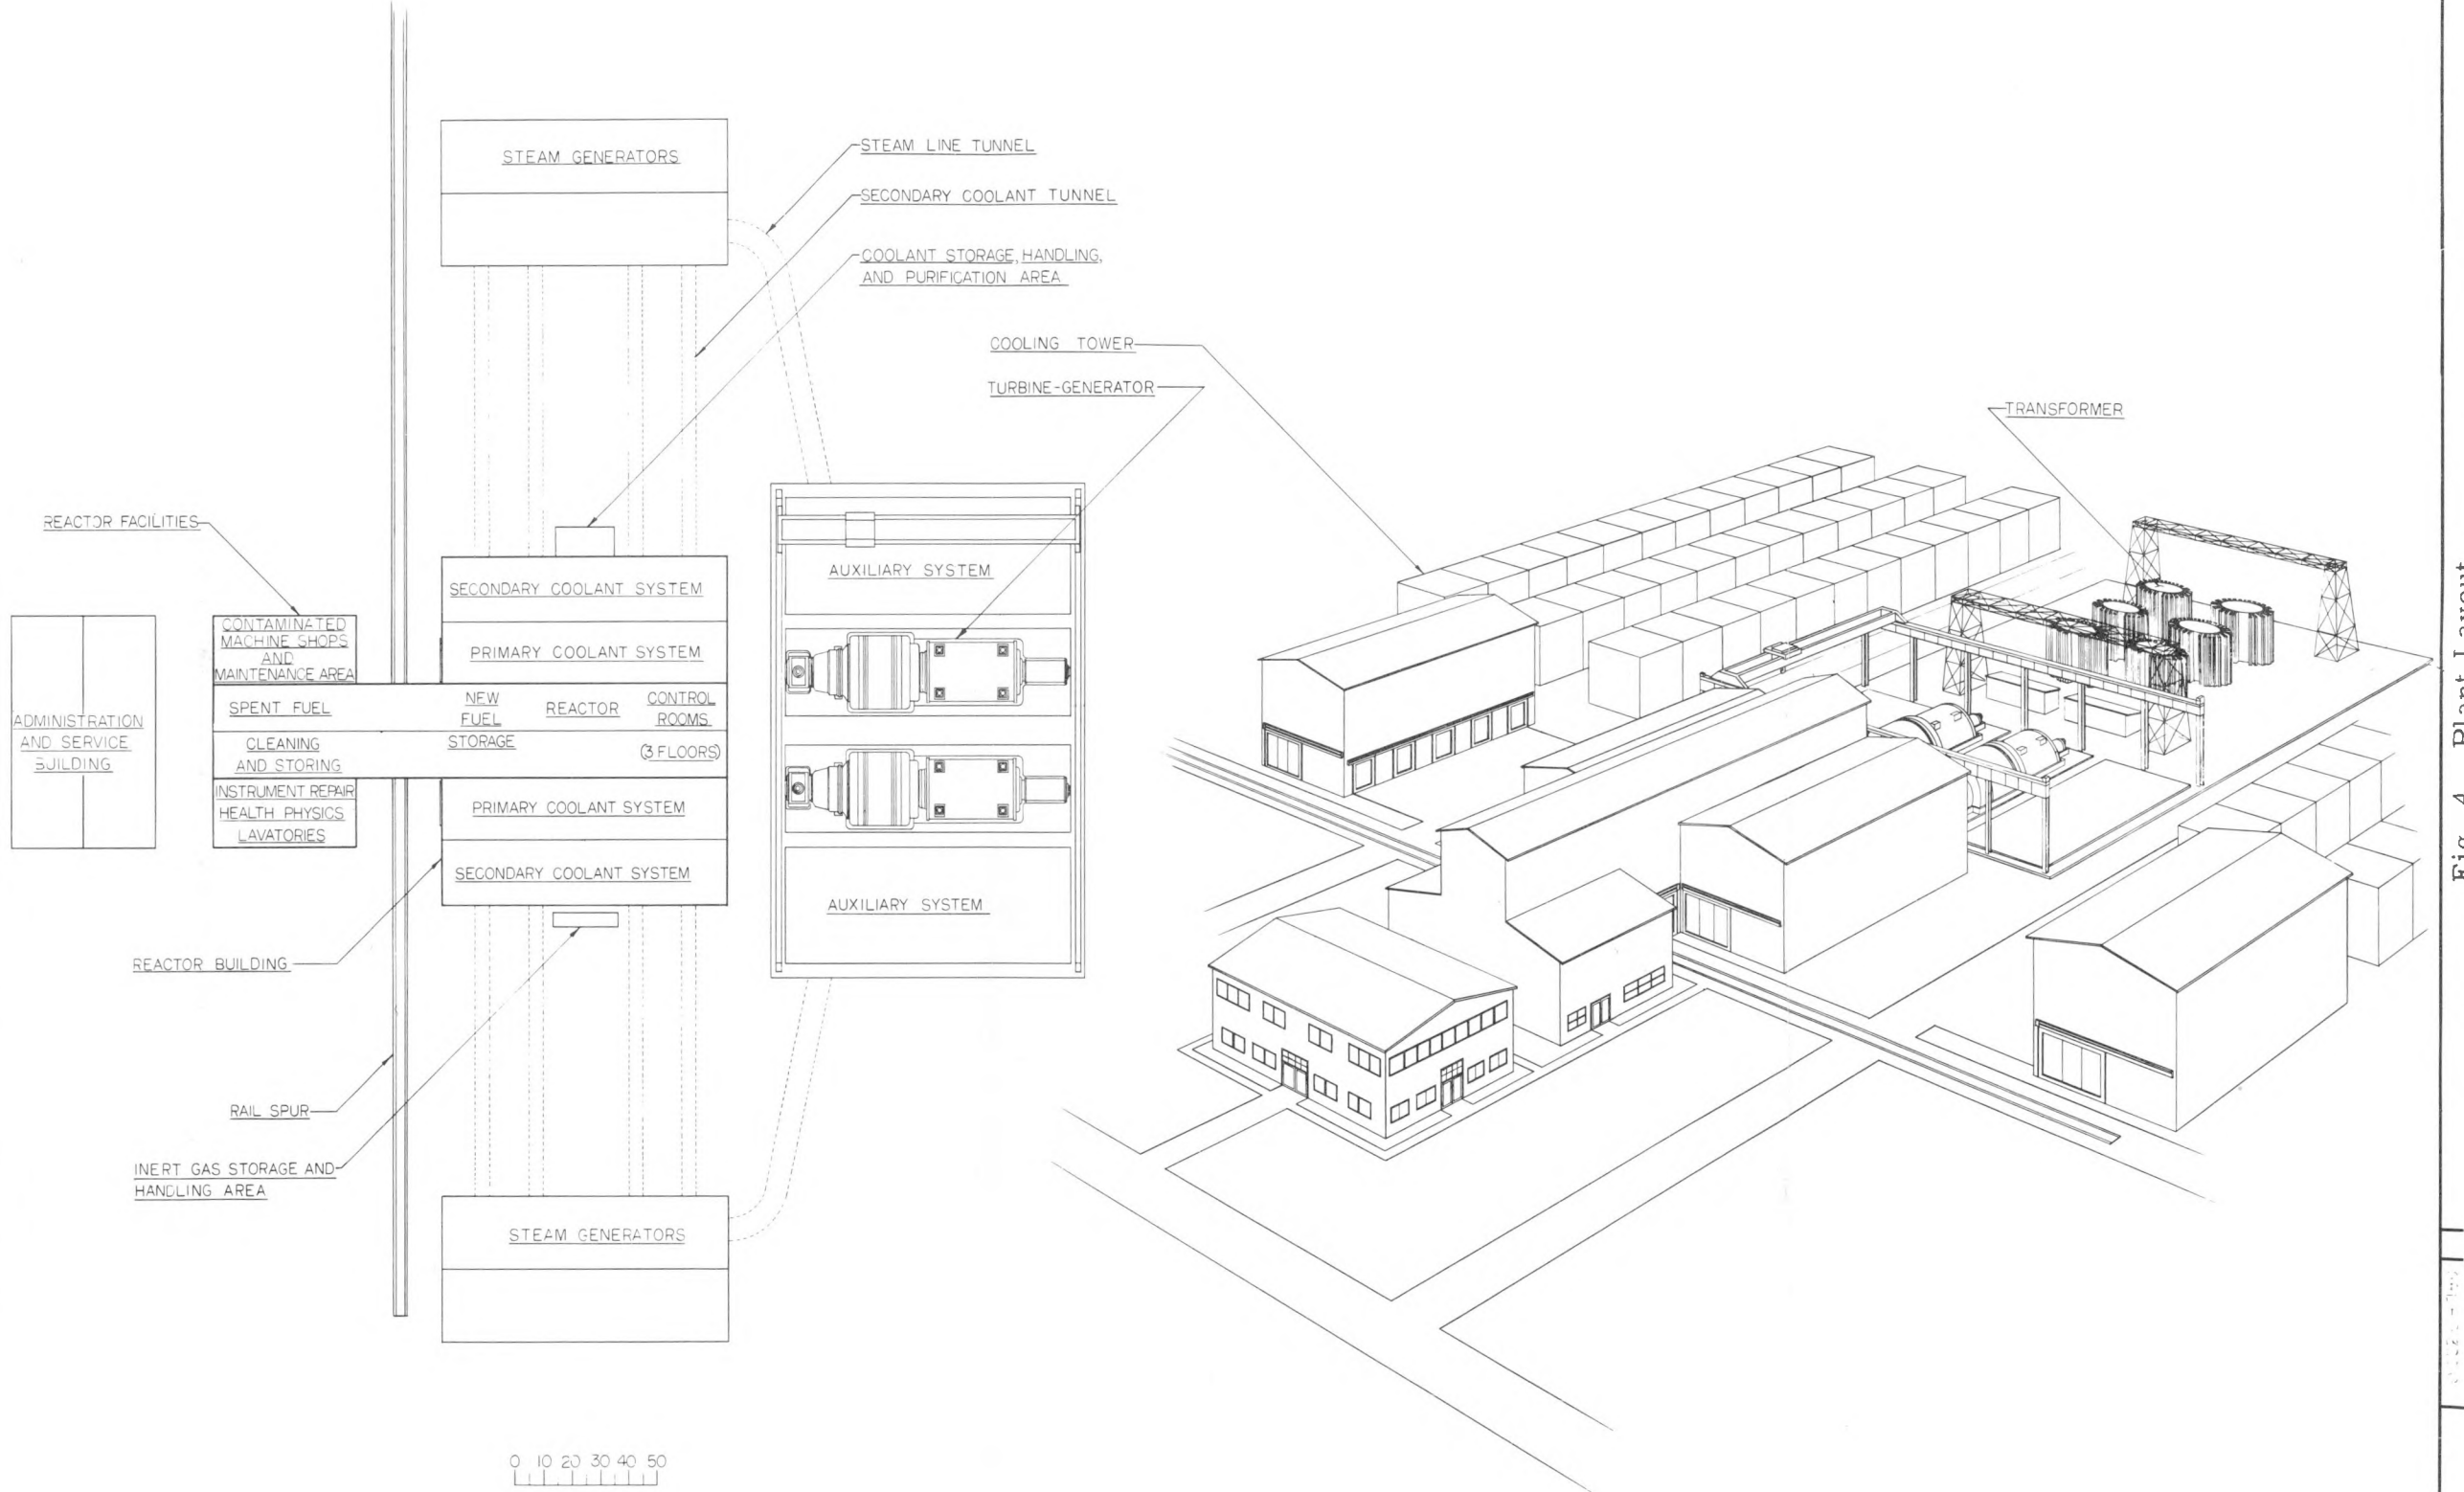 STEAM GENERATORS
STEAM LINE TUNNEL
SECONDARY COOLANT TUNNEL
COOLANT STORAGE, HANDLING,
AND PURIFICATION AREA
COOLING TOWER
TURBINE-GENERATOR
TRANSFORMER
REACTOR FACILITIES
SECONDARY COOLANT SYSTEM
PRIMARY COOLANT SYSTEM
AUXILIARY SYSTEM
CONTAMINATED
MACHINE SHOPS
AND
MAINTENANCE AREA
ADMINISTRATION
AND SERVICE
BUILDING
SPENT FUEL
CLEANING
AND STORING
NEW
FUEL
STORAGE
REACTOR
CONTROL
ROOMS
(3 FLOORS)
INSTRUMENT REPAIR
HEALTH PHYSICS
LAVATORIES
PRIMARY COOLANT SYSTEM
SECONDARY COOLANT SYSTEM
AUXILIARY SYSTEM
REACTOR BUILDING
RAIL SPUR
INERT GAS STORAGE AND
HANDLING AREA
STEAM GENERATORS
0 10 20 30 40 50
Fig. 4. Plant Layout